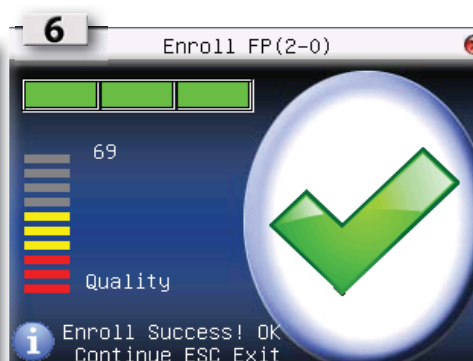 6
Enroll FP(2-0)
69
Quality
Enroll Success! OK
Continue ESC Exit